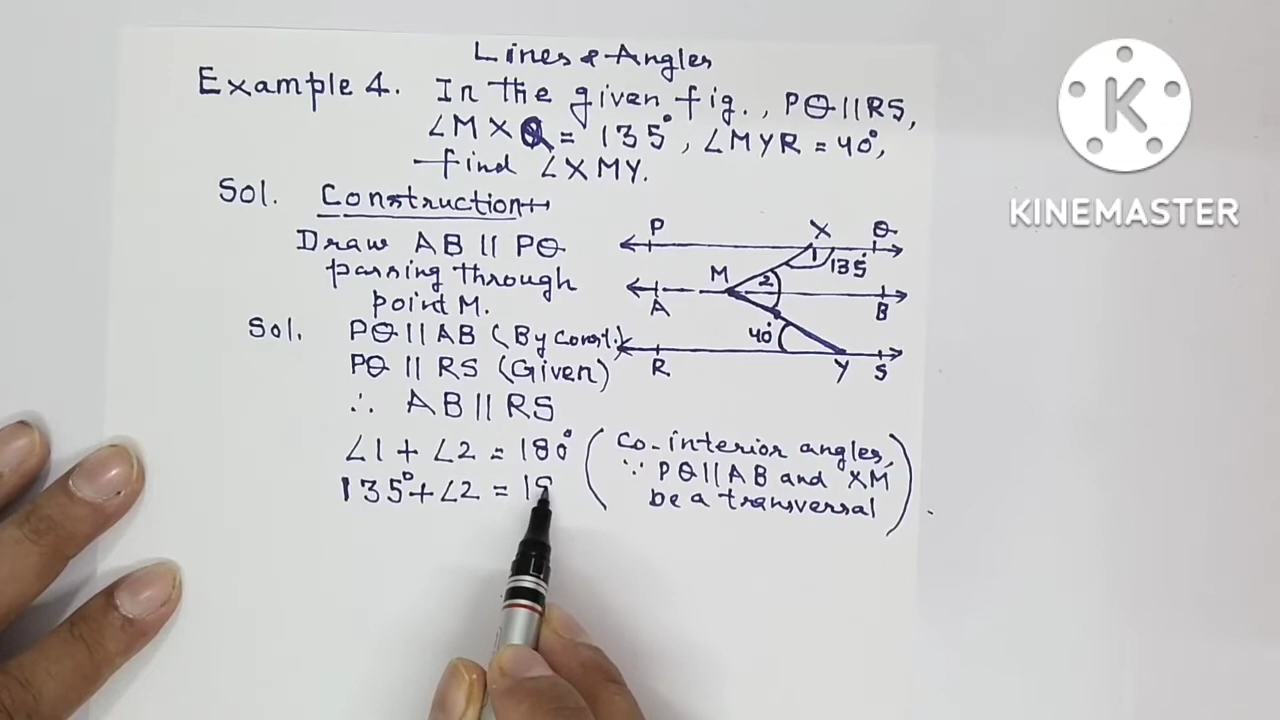 Lines & Angles
Example 4. In the given fig., PQ || RS,
∠MXQ = 135°, ∠MYR = 40°,
find ∠XMY.
Sol. Construction
Draw AB || PQ
passing through
point M.
P X Q
1 135°
M 2
A B
40°
R Y S
Sol. PQ || AB (By Const.)
PQ || RS (Given)
∴ AB || RS
∠1 + ∠2 = 180° (Co-interior angles,
∵ PQ || AB and XM
be a transversal).
135° + ∠2 = 18
K
KINEMASTER